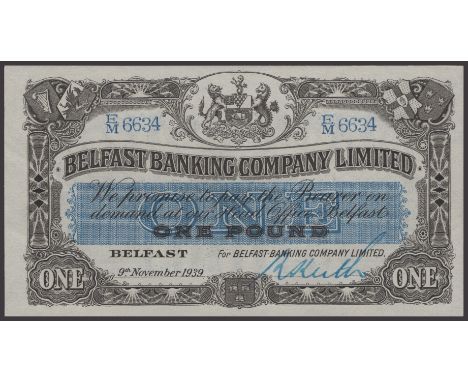 E/M 6634 E/M 6634
BELFAST BANKING COMPANY LIMITED
We promise to pay the Bearer on
demand at our Head Office Belfast
ONE
ONE POUND
BELFAST For BELFAST BANKING COMPANY LIMITED.
9th November 1939
ONE ONE